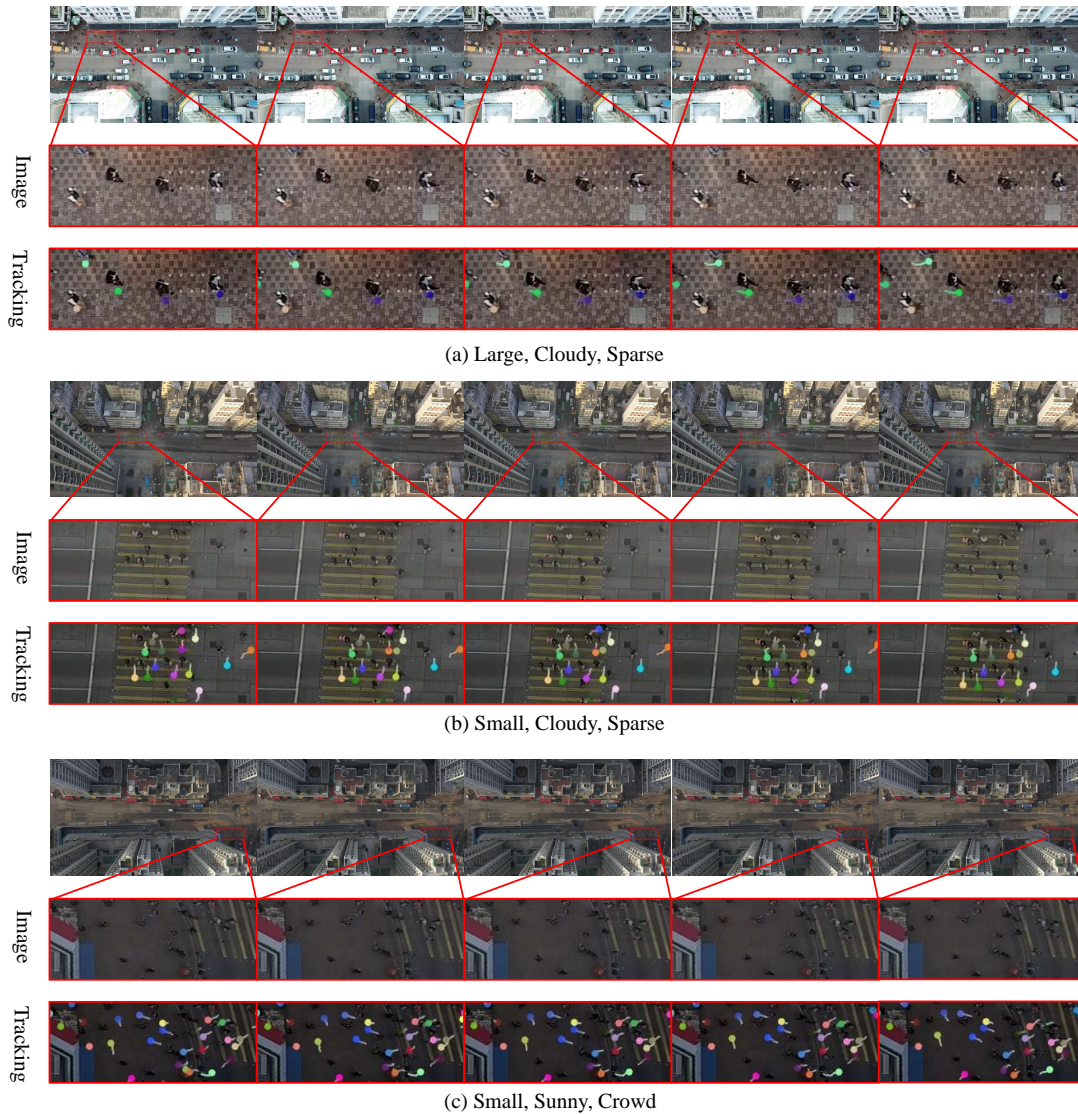 Image
Tracking
(a) Large, Cloudy, Sparse
Image
Tracking
(b) Small, Cloudy, Sparse
Image
Tracking
(c) Small, Sunny, Crowd